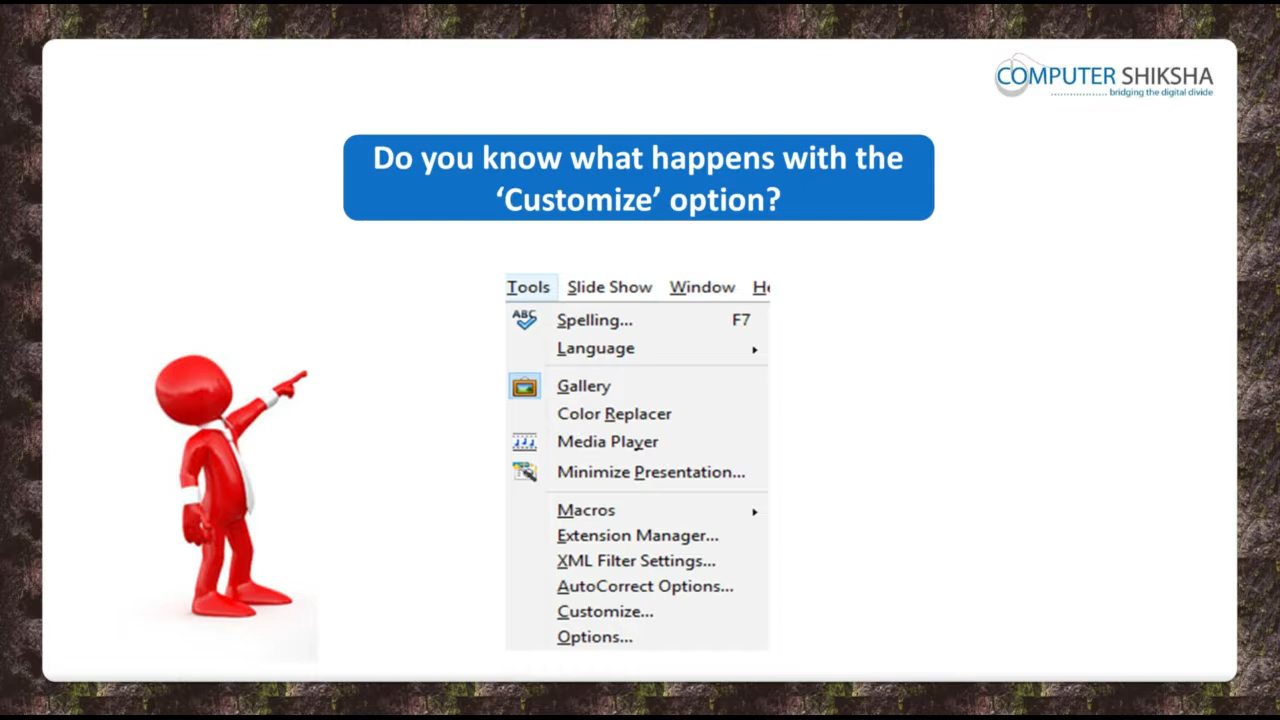 COMPUTER SHIKSHA
bridging the digital divide
Do you know what happens with the
‘Customize’ option?
Tools Slide Show Window He
ABC Spelling... F7
Language
Gallery
Color Replacer
Media Player
Minimize Presentation...
Macros
Extension Manager...
XML Filter Settings...
AutoCorrect Options...
Customize...
Options...